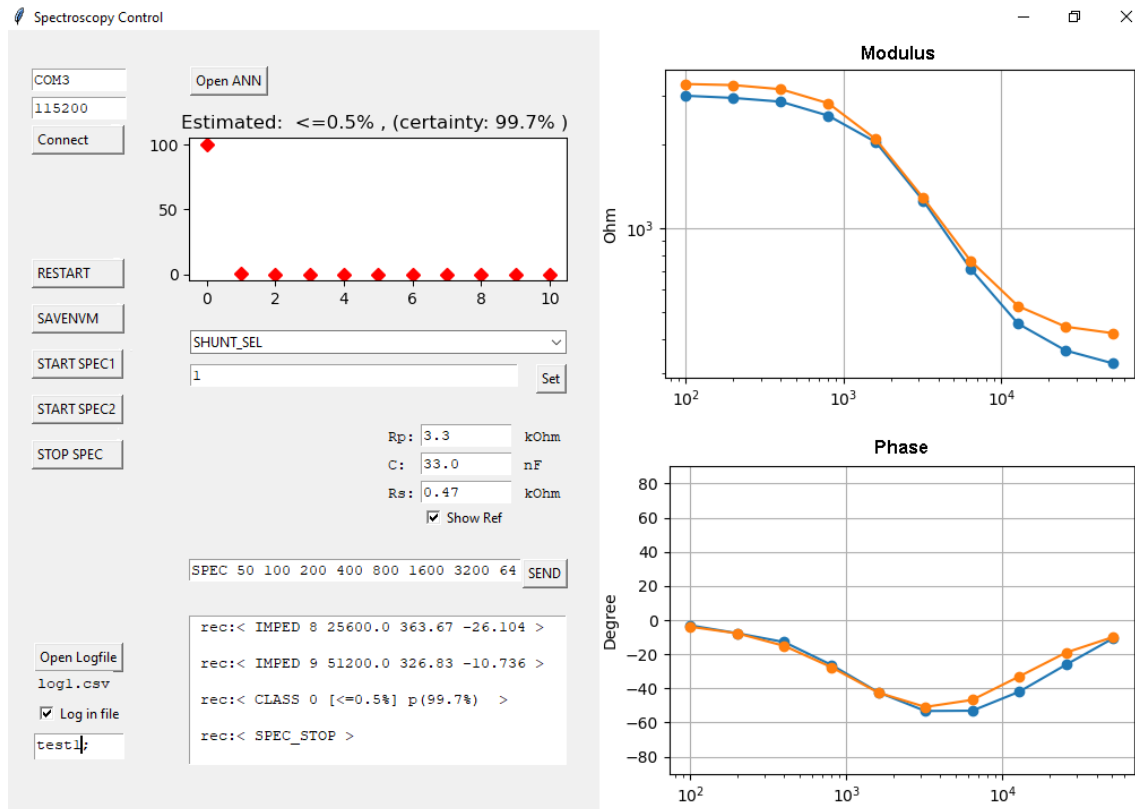 Spectroscopy Control
COM3
115200
Connect
Open ANN
Estimated:  <=0.5% , (certainty: 99.7% )
100
50
0
0 2 4 6 8 10
RESTART
SAVENVM
START SPEC1
START SPEC2
STOP SPEC
SHUNT_SEL
1
Set
Rp: 3.3 kOhm
C: 33.0 nF
Rs: 0.47 kOhm
Show Ref
SPEC 50 100 200 400 800 1600 3200 64
SEND
rec:< IMPED 8 25600.0 363.67 -26.104 >
rec:< IMPED 9 51200.0 326.83 -10.736 >
rec:< CLASS 0 [<=0.5%] p(99.7%)  >
rec:< SPEC_STOP >
Open Logfile
log1.csv
Log in file
test1;
Modulus
Ohm
10³
10² 10³ 10⁴
Phase
Degree
80
60
40
20
0
−20
−40
−60
−80
10² 10³ 10⁴